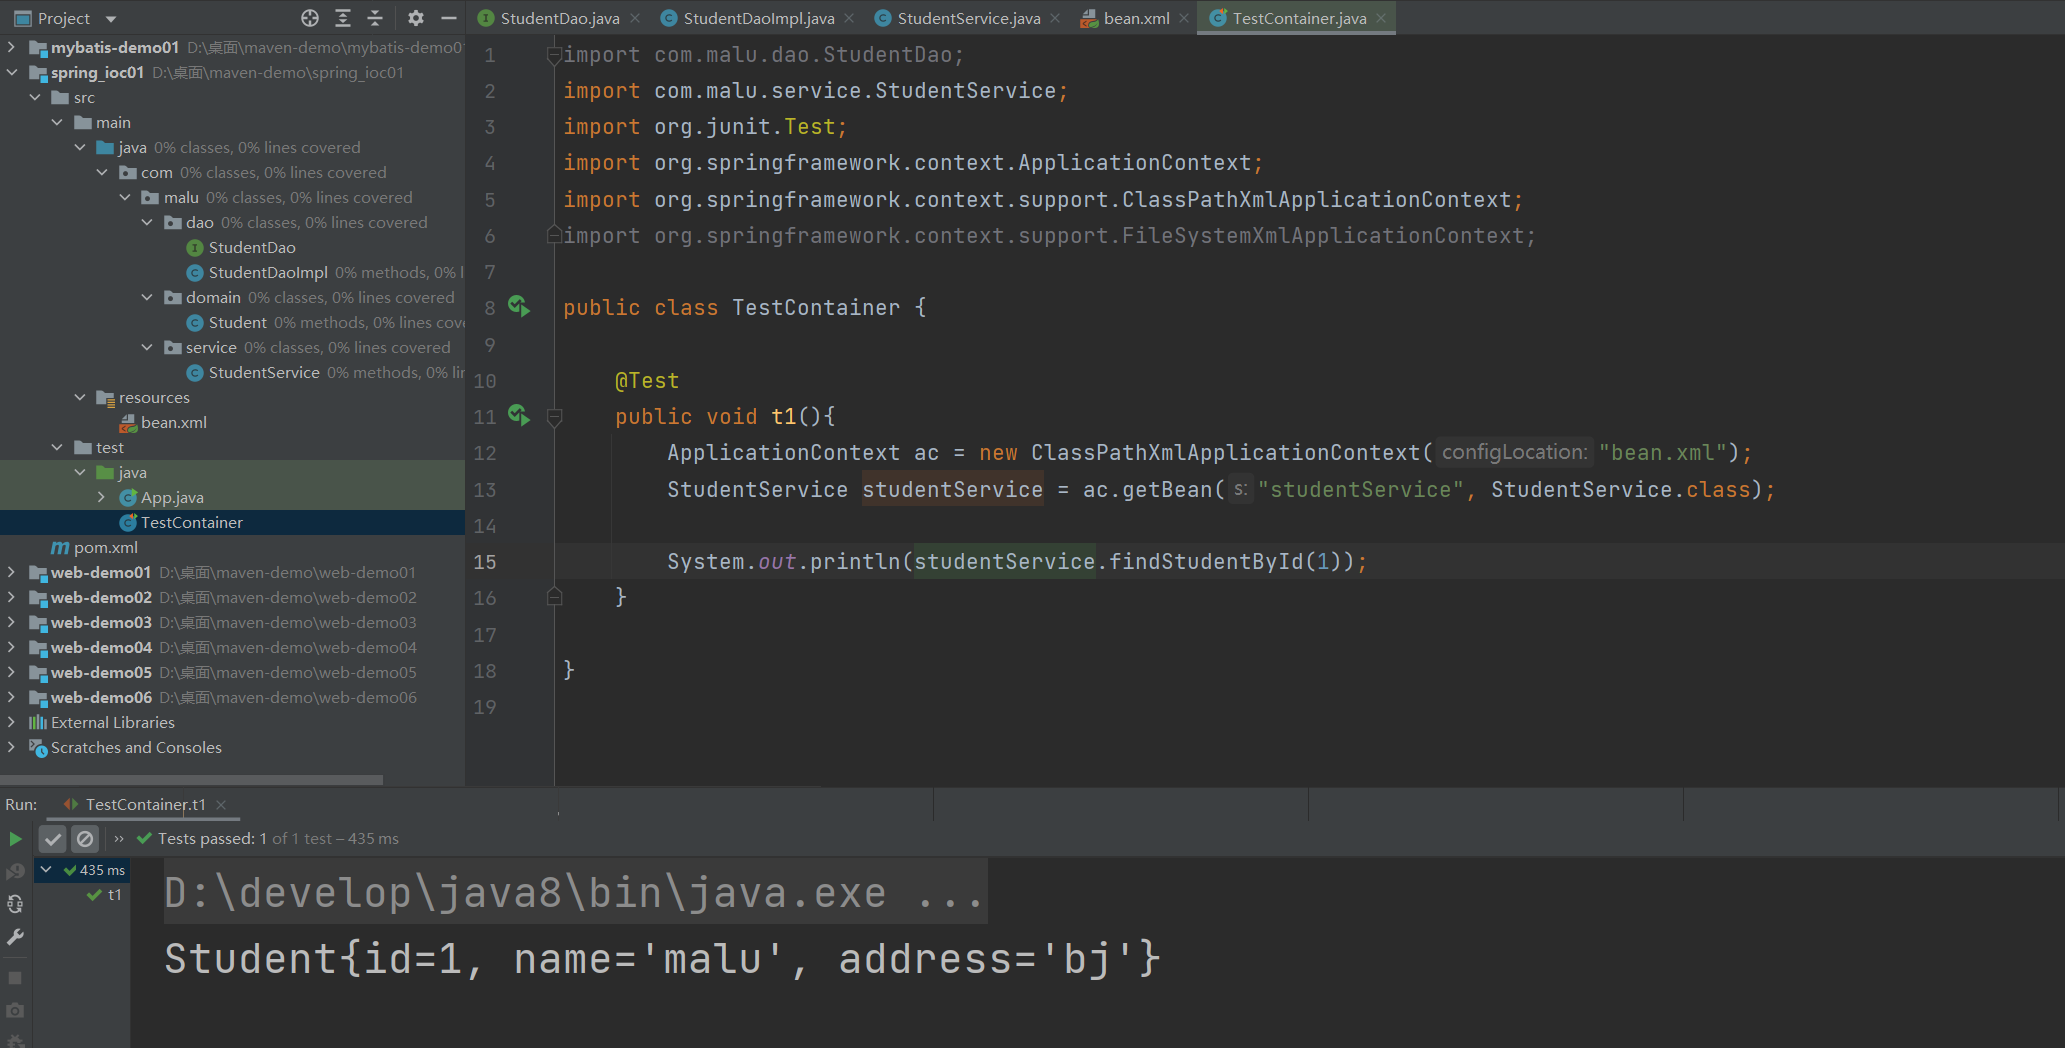 Project
StudentDao.java
StudentDaoImpl.java
StudentService.java
bean.xml
TestContainer.java
mybatis-demo01 D:\桌面\maven-demo\mybatis-demo01
spring_ioc01 D:\桌面\maven-demo\spring_ioc01
src
main
java 0% classes, 0% lines covered
com 0% classes, 0% lines covered
malu 0% classes, 0% lines covered
dao 0% classes, 0% lines covered
StudentDao
StudentDaoImpl 0% methods, 0% l
domain 0% classes, 0% lines covered
Student 0% methods, 0% lines cove
service 0% classes, 0% lines covered
StudentService 0% methods, 0% lin
resources
bean.xml
test
java
App.java
TestContainer
pom.xml
web-demo01 D:\桌面\maven-demo\web-demo01
web-demo02 D:\桌面\maven-demo\web-demo02
web-demo03 D:\桌面\maven-demo\web-demo03
web-demo04 D:\桌面\maven-demo\web-demo04
web-demo05 D:\桌面\maven-demo\web-demo05
web-demo06 D:\桌面\maven-demo\web-demo06
External Libraries
Scratches and Consoles
1 import com.malu.dao.StudentDao;
2 import com.malu.service.StudentService;
3 import org.junit.Test;
4 import org.springframework.context.ApplicationContext;
5 import org.springframework.context.support.ClassPathXmlApplicationContext;
6 import org.springframework.context.support.FileSystemXmlApplicationContext;
7
8 public class TestContainer {
9
10 @Test
11 public void t1(){
12 ApplicationContext ac = new ClassPathXmlApplicationContext( configLocation: "bean.xml");
13 StudentService studentService = ac.getBean( s: "studentService", StudentService.class);
14
15 System.out.println(studentService.findStudentById(1));
16 }
17
18 }
19
Run: TestContainer.t1
» Tests passed: 1 of 1 test – 435 ms
435 ms
t1
D:\develop\java8\bin\java.exe ...
Student{id=1, name='malu', address='bj'}